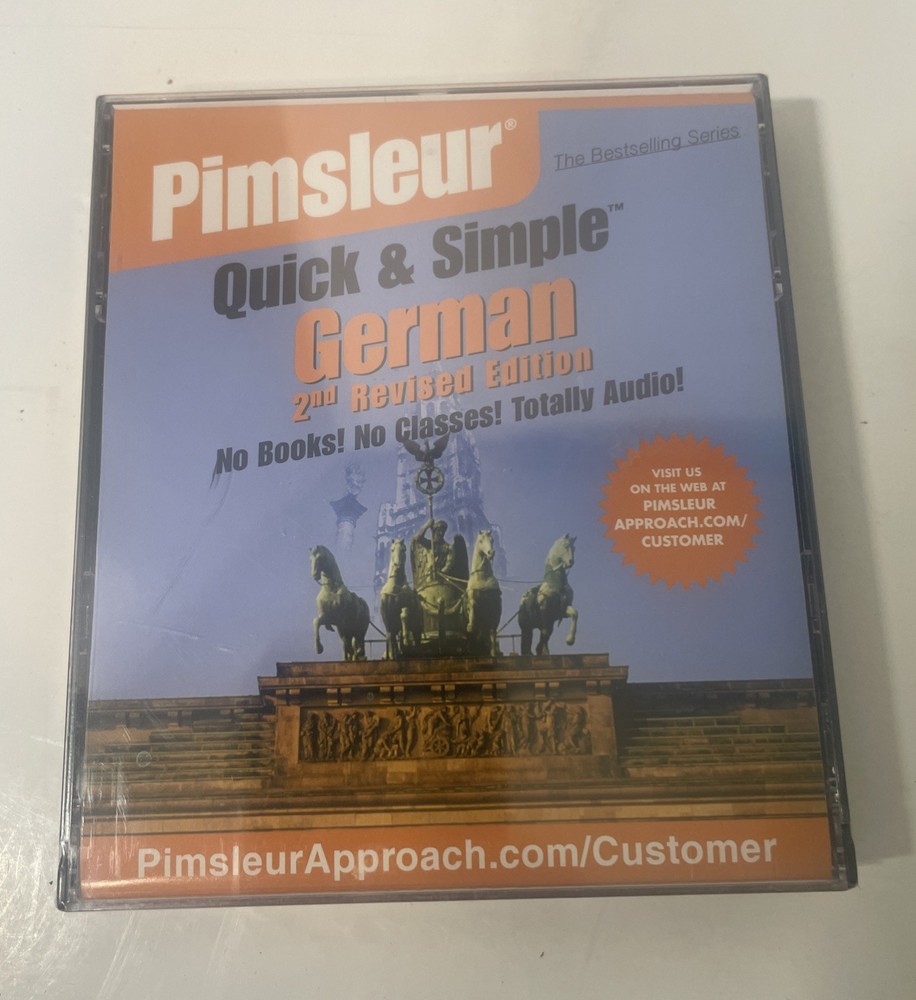 Pimsleur®
The Bestselling Series
Quick & Simple™
German
2nd Revised Edition
No Books! No Classes! Totally Audio!
VISIT US
ON THE WEB AT
PIMSLEUR
APPROACH.COM/
CUSTOMER
PimsleurApproach.com/Customer